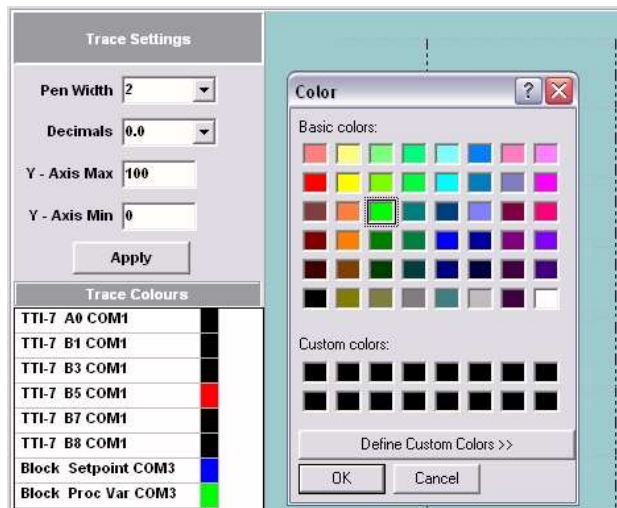 Trace Settings
Pen Width 2
Decimals 0.0
Y - Axis Max 100
Y - Axis Min 0
Apply
Trace Colours
TTI-7 A0 COM1
TTI-7 B1 COM1
TTI-7 B3 COM1
TTI-7 B5 COM1
TTI-7 B7 COM1
TTI-7 B8 COM1
Block Setpoint COM3
Block Proc Var COM3
Color
?
Basic colors:
Custom colors:
Define Custom Colors >>
OK Cancel